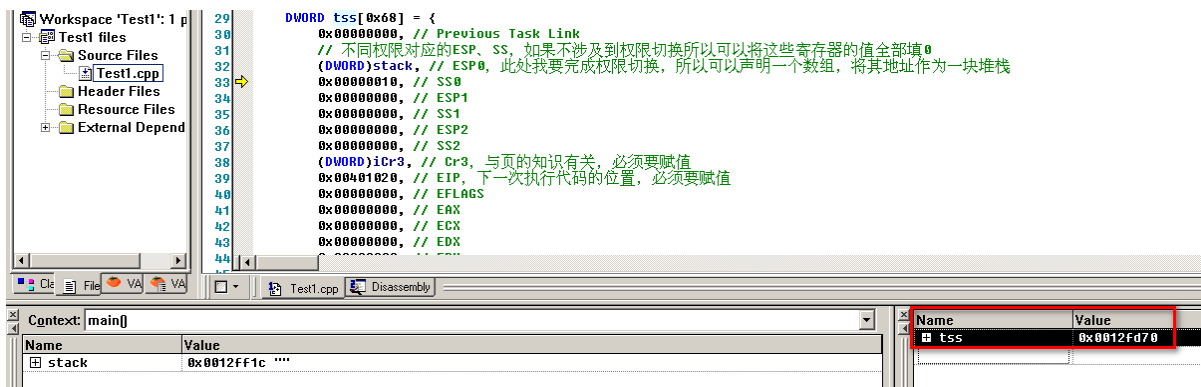 Workspace 'Test1': 1 p
Test1 files
Source Files
Test1.cpp
Header Files
Resource Files
External Depend
29 DWORD tss[0x68] = {
30 0x00000000, // Previous Task Link
31 // 不同权限对应的ESP、SS，如果不涉及到权限切换所以可以将这些寄存器的值全部填0
32 (DWORD)stack, // ESP0，此处我要完成权限切换，所以可以声明一个数组，将其地址作为一块堆栈
33 0x00000010, // SS0
34 0x00000000, // ESP1
35 0x00000000, // SS1
36 0x00000000, // ESP2
37 0x00000000, // SS2
38 (DWORD)iCr3, // Cr3，与页的知识有关，必须要赋值
39 0x00401020, // EIP，下一次执行代码的位置，必须要赋值
40 0x00000000, // EFLAGS
41 0x00000000, // EAX
42 0x00000000, // ECX
43 0x00000000, // EDX
44
Cla File VA VA
Test1.cpp Disassembly
Context: main()
Name Value
stack 0x0012ff1c ""
Name Value
tss 0x0012fd70